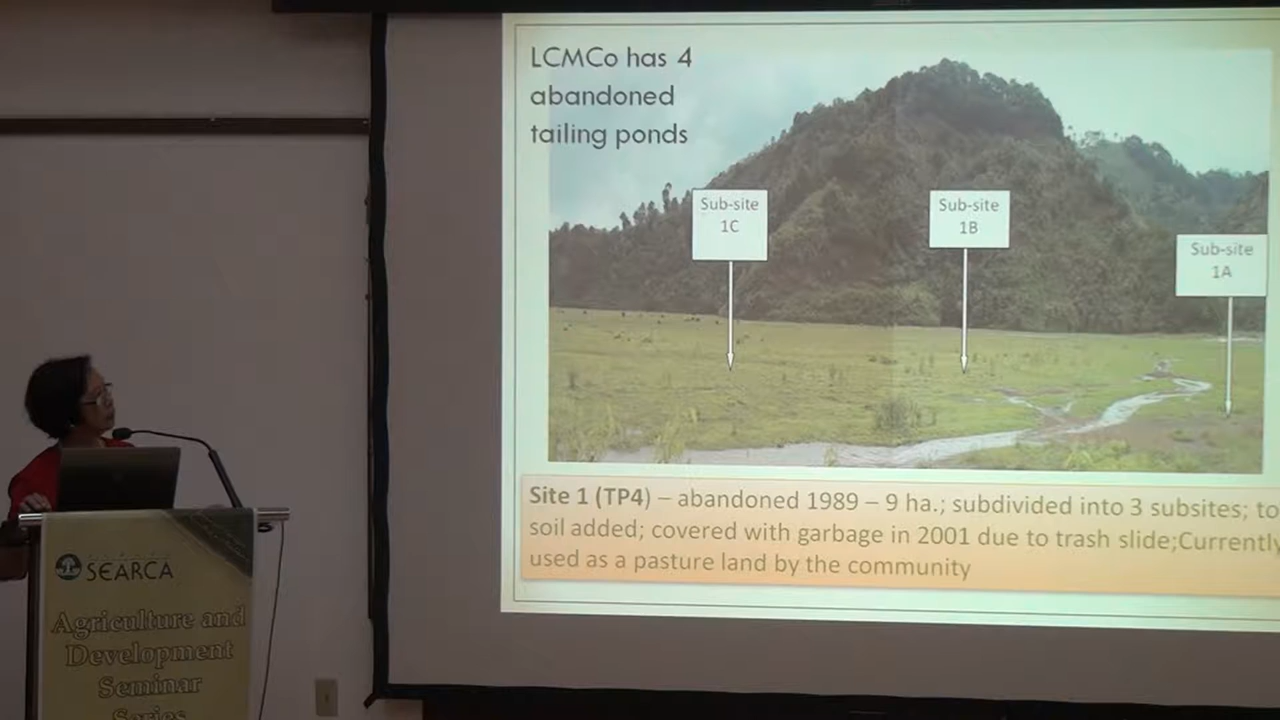 LCMCo has 4
abandoned
tailing ponds
Sub-site
1C
Sub-site
1B
Sub-site
1A
Site 1 (TP4) – abandoned 1989 – 9 ha.; subdivided into 3 subsites; to
soil added; covered with garbage in 2001 due to trash slide;Currently
used as a pasture land by the community
SEARCA
Agriculture and
Development
Seminar
Series